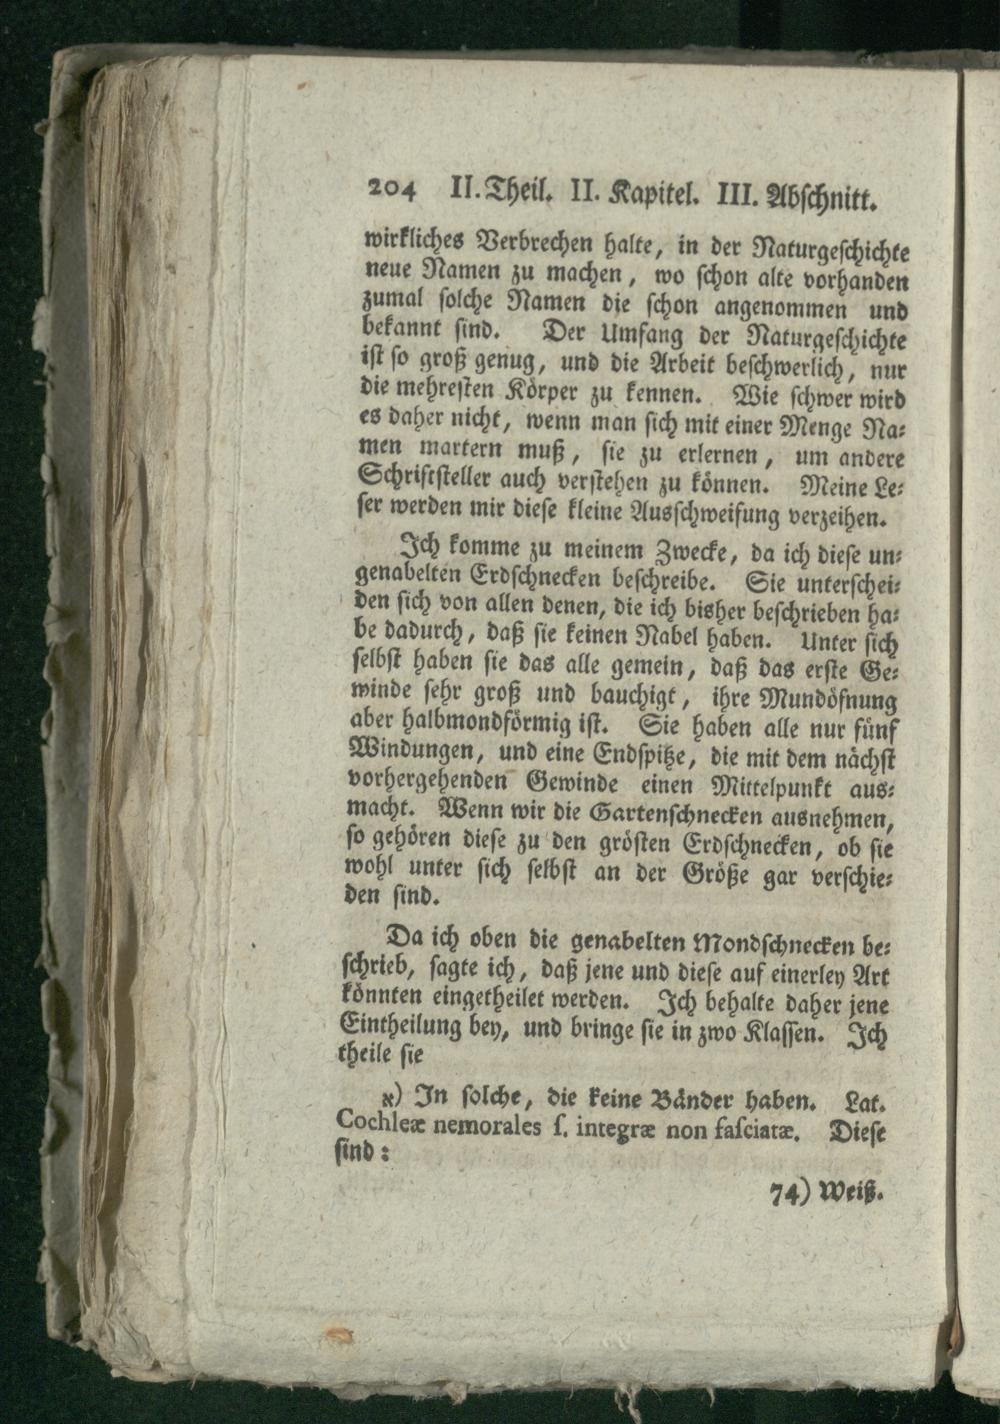 204 II. Theil. II. Kapitel. III. Abschnitt.
wirkliches Verbrechen halte, in der Naturgeschichte
neue Namen zu machen, wo schon alte vorhanden
zumal solche Namen die schon angenommen und
bekannt sind. Der Umfang der Naturgeschichte
ist so groß genug, und die Arbeit beschwerlich, nur
die mehresten Körper zu kennen. Wie schwer wird
es daher nicht, wenn man sich mit einer Menge Na-
men martern muß, sie zu erlernen, um andere
Schriftsteller auch verstehen zu können. Meine Le-
ser werden mir diese kleine Ausschweifung verzeihen.
Ich komme zu meinem Zwecke, da ich diese un-
genabelten Erdschnecken beschreibe. Sie unterschei-
den sich von allen denen, die ich bisher beschrieben ha-
be dadurch, daß sie keinen Nabel haben. Unter sich
selbst haben sie das alle gemein, daß das erste Ge-
winde sehr groß und bauchigt, ihre Mundöfnung
aber halbmondförmig ist. Sie haben alle nur fünf
Windungen, und eine Endspitze, die mit dem nächst
vorhergehenden Gewinde einen Mittelpunkt aus-
macht. Wenn wir die Gartenschnecken ausnehmen,
so gehören diese zu den grösten Erdschnecken, ob sie
wohl unter sich selbst an der Größe gar verschie-
den sind.
Da ich oben die genabelten Mondschnecken be-
schrieb, sagte ich, daß jene und diese auf einerley Art
könnten eingetheilet werden. Ich behalte daher jene
Eintheilung bey, und bringe sie in zwo Klassen. Ich
theile sie
א) In solche, die keine Bänder haben. Lat.
Cochleæ nemorales ſ. integræ non faſciatæ. Diese
sind:
74) Weiß.